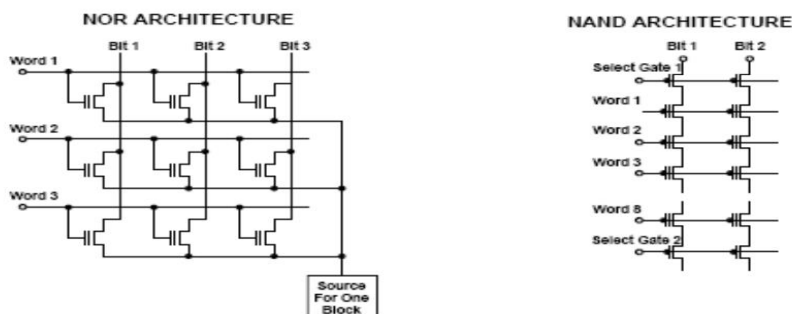 NOR ARCHITECTURE
Bit 1 Bit 2 Bit 3
Word 1
Word 2
Word 3
Source
For One
Block
NAND ARCHITECTURE
Bit 1 Bit 2
Select Gate 1
Word 1
Word 2
Word 3
Word 8
Select Gate 2